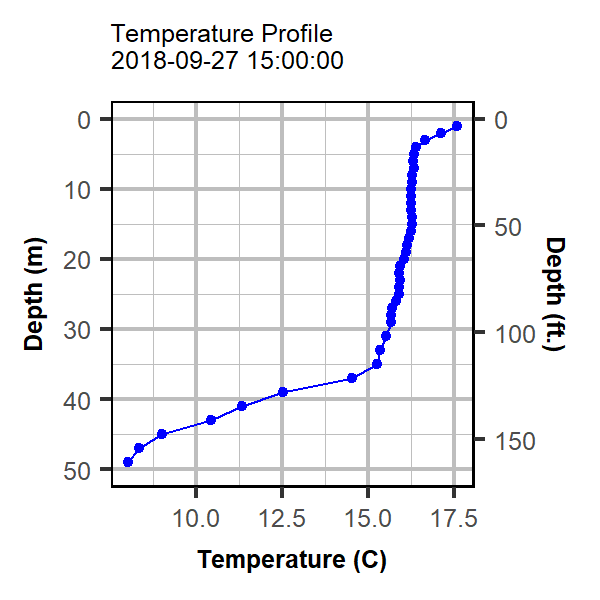 Temperature Profile
2018-09-27 15:00:00
0
10
20
30
40
50
Depth (m)
0
50
100
150
Depth (ft.)
10.0 12.5 15.0 17.5
Temperature (C)